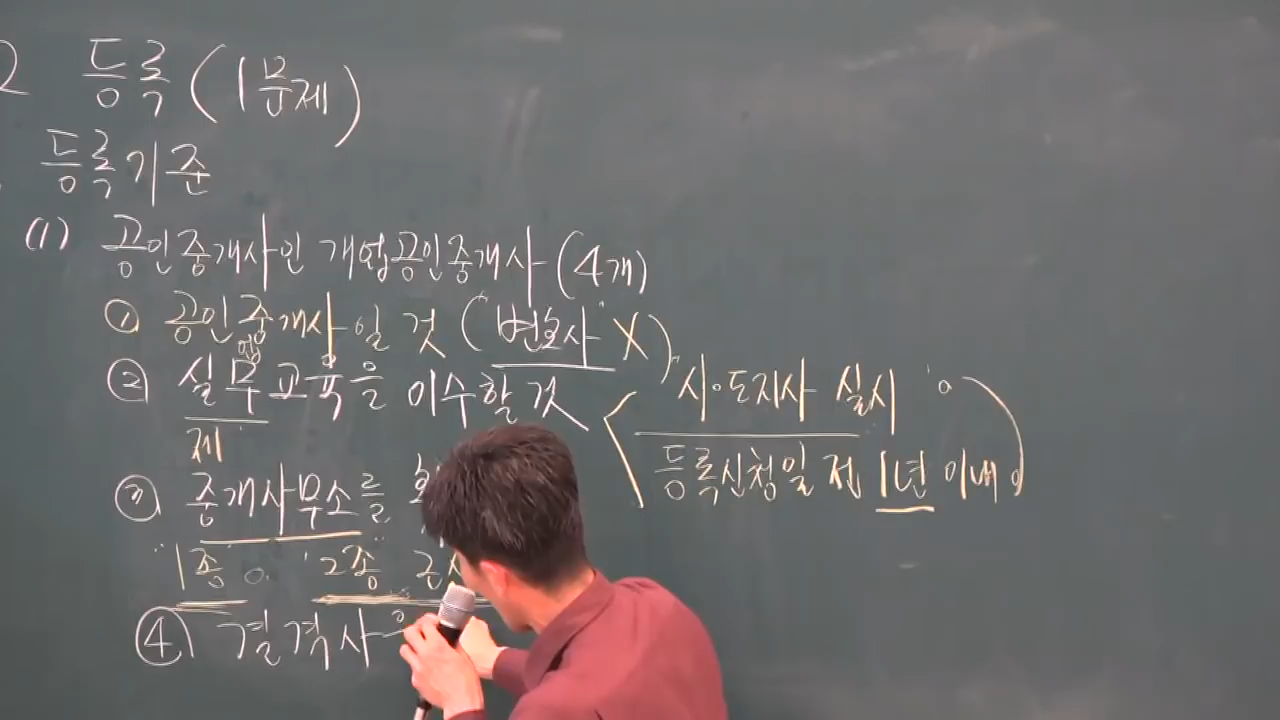 2 등록 (1문제)
등록기준
(1) 공인중개사인 개업공인중개사 (4개)
① 공인중개사일 것 ("변호사" X)
② 실무교육을 이수할 것
제
시·도지사 실시
등록신청일 전 1년 이내
③ 중개사무소를
"1종" "2종" 근
④ 결격사